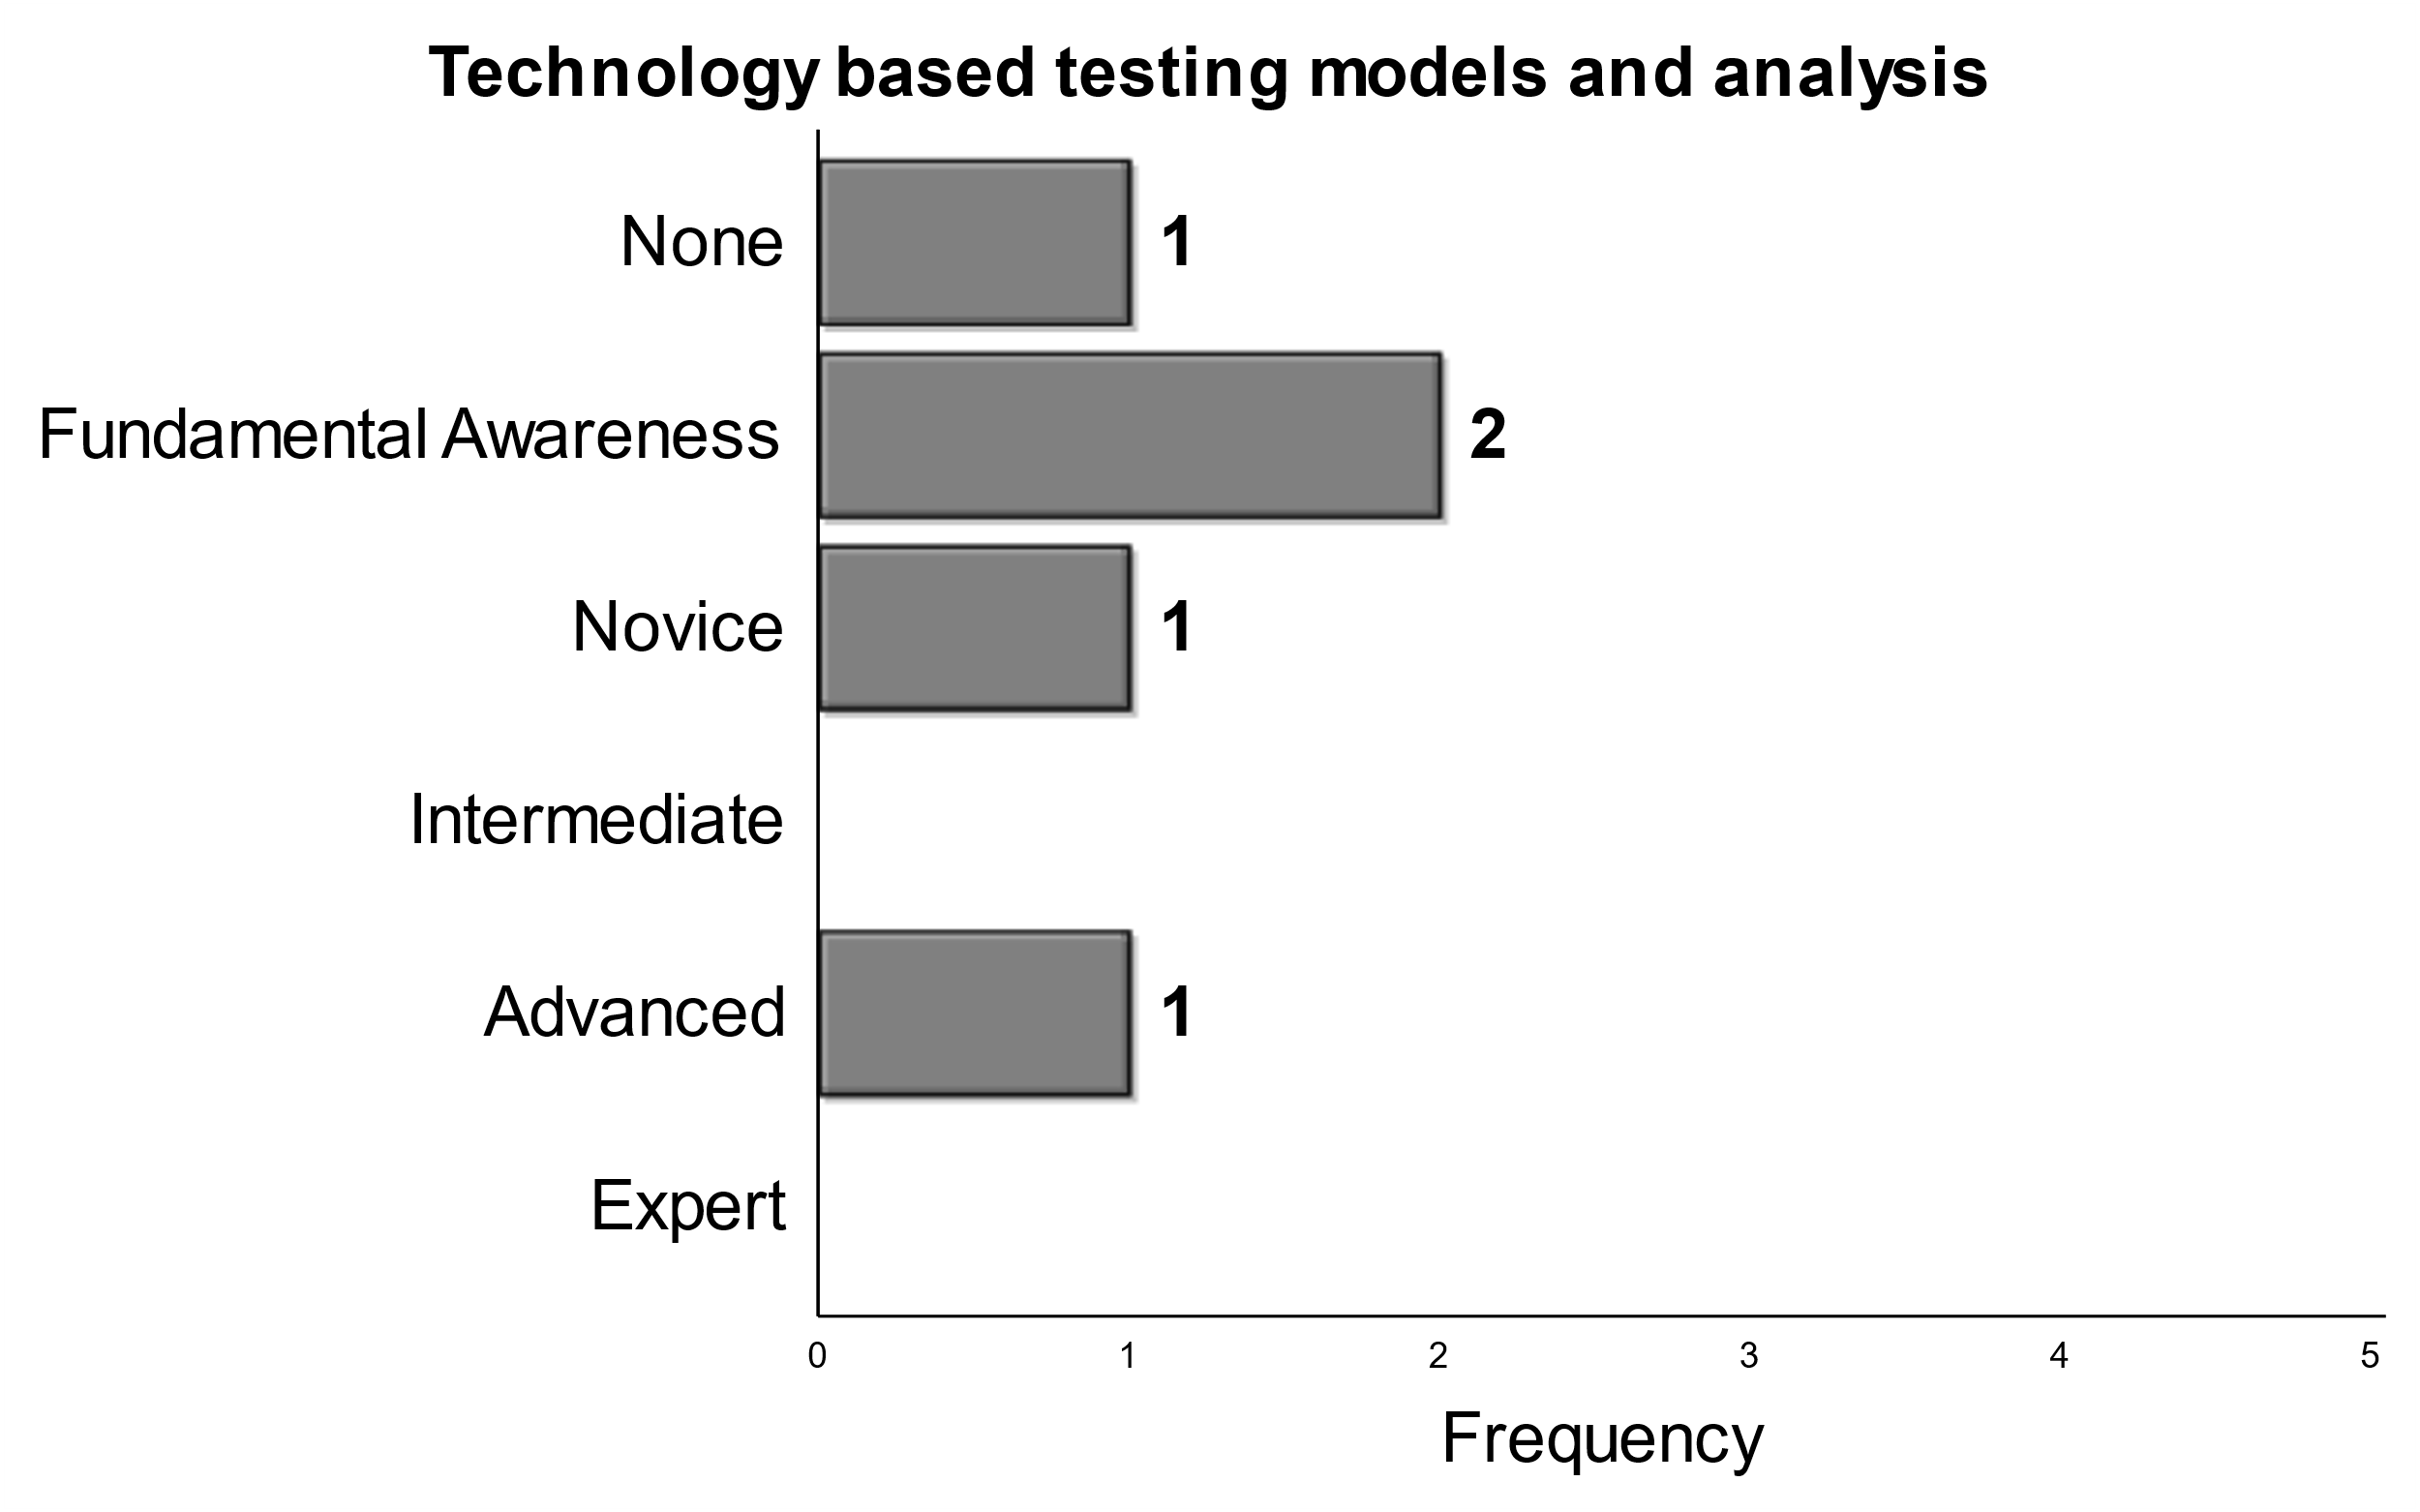 Technology based testing models and analysis
None 1
Fundamental Awareness 2
Novice 1
Intermediate
Advanced 1
Expert
0 1 2 3 4 5
Frequency